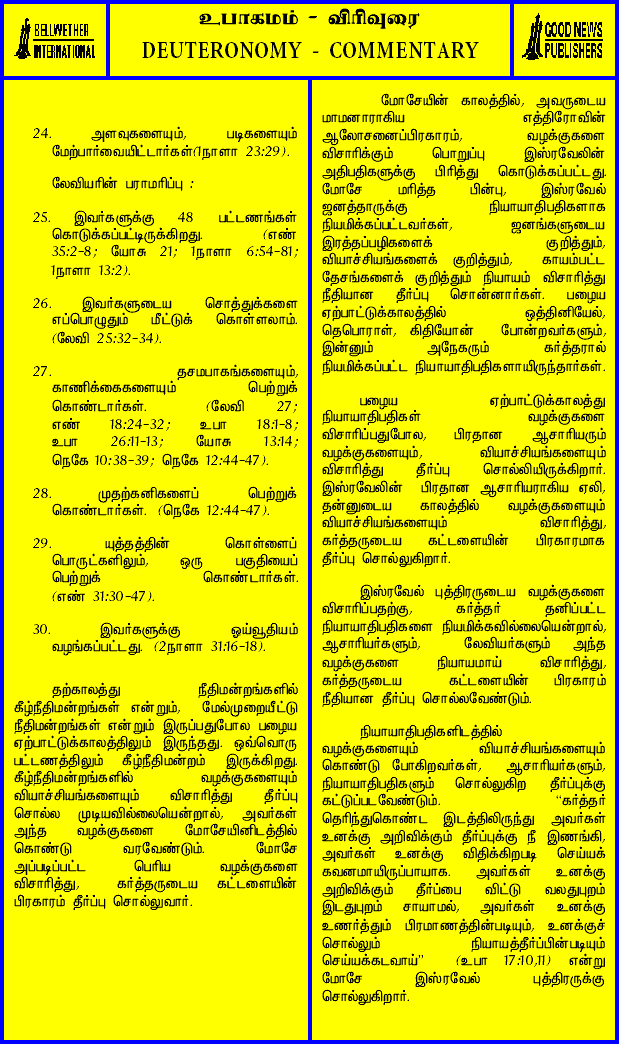 BELLWETHER
INTERNATIONAL
உபாகமம் - விரிவுரை
DEUTERONOMY - COMMENTARY
GOOD NEWS
PUBLISHERS
24. அளவுகளையும், படிகளையும்
மேற்பார்வையிட்டார்கள்(1நாளா 23:29).
லேவியரின் பராமரிப்பு :
25. இவர்களுக்கு 48 பட்டணங்கள்
கொடுக்கப்பட்டிருக்கிறது. (எண்
35:2-8; யோசு 21; 1நாளா 6:54-81;
1நாளா 13:2).
26. இவர்களுடைய சொத்துக்களை
எப்பொழுதும் மீட்டுக் கொள்ளலாம்.
(லேவி 25:32-34).
27. தசமபாகங்களையும்,
காணிக்கைகளையும் பெற்றுக்
கொண்டார்கள். (லேவி 27;
எண் 18:24-32; உபா 18:1-8;
உபா 26:11-13; யோசு 13:14;
நெகே 10:38-39; நெகே 12:44-47).
28. முதற்கனிகளைப் பெற்றுக்
கொண்டார்கள். (நெகே 12:44-47).
29. யுத்தத்தின் கொள்ளைப்
பொருட்களிலும், ஒரு பகுதியைப்
பெற்றுக் கொண்டார்கள்.
(எண் 31:30-47).
30. இவர்களுக்கு ஓய்வூதியம்
வழங்கப்பட்டது. (2நாளா 31:16-18).
தற்காலத்து நீதிமன்றங்களில்
கீழ்நீதிமன்றங்கள் என்றும், மேல்முறையீட்டு
நீதிமன்றங்கள் என்றும் இருப்பதுபோல பழைய
ஏற்பாட்டுக்காலத்திலும் இருந்தது. ஒவ்வொரு
பட்டணத்திலும் கீழ்நீதிமன்றம் இருக்கிறது.
கீழ்நீதிமன்றங்களில் வழக்குகளையும்
வியாச்சியங்களையும் விசாரித்து தீர்ப்பு
சொல்ல முடியவில்லையென்றால், அவர்கள்
அந்த வழக்குகளை மோசேயினிடத்தில்
கொண்டு வரவேண்டும். மோசே
அப்படிப்பட்ட பெரிய வழக்குகளை
விசாரித்து, கர்த்தருடைய கட்டளையின்
பிரகாரம் தீர்ப்பு சொல்லுவார்.
மோசேயின் காலத்தில், அவருடைய
மாமனாராகிய எத்திரோவின்
ஆலோசனைப்பிரகாரம், வழக்குகளை
விசாரிக்கும் பொறுப்பு இஸ்ரவேலின்
அதிபதிகளுக்கு பிரித்து கொடுக்கப்பட்டது.
மோசே மரித்த பின்பு, இஸ்ரவேல்
ஜனத்தாருக்கு நியாயாதிபதிகளாக
நியமிக்கப்பட்டவர்கள், ஜனங்களுடைய
இரத்தப்பழிகளைக் குறித்தும்,
வியாச்சியங்களைக் குறித்தும், காயம்பட்ட
தேசங்களைக் குறித்தும் நியாயம் விசாரித்து
நீதியான தீர்ப்பு சொன்னார்கள். பழைய
ஏற்பாட்டுக்காலத்தில் ஒத்தினியேல்,
தெபொராள், கிதியோன் போன்றவர்களும்,
இன்னும் அநேகரும் கர்த்தரால்
நியமிக்கப்பட்ட நியாயாதிபதிகளாயிருந்தார்கள்.
பழைய ஏற்பாட்டுக்காலத்து
நியாயாதிபதிகள் வழக்குகளை
விசாரிப்பதுபோல, பிரதான ஆசாரியரும்
வழக்குகளையும், வியாச்சியங்களையும்
விசாரித்து தீர்ப்பு சொல்லியிருக்கிறார்.
இஸ்ரவேலின் பிரதான ஆசாரியராகிய ஏலி,
தன்னுடைய காலத்தில் வழக்குகளையும்
வியாச்சியங்களையும் விசாரித்து,
கர்த்தருடைய கட்டளையின் பிரகாரமாக
தீர்ப்பு சொல்லுகிறார்.
இஸ்ரவேல் புத்திரருடைய வழக்குகளை
விசாரிப்பதற்கு, கர்த்தர் தனிப்பட்ட
நியாயாதிபதிகளை நியமிக்கவில்லையென்றால்,
ஆசாரியர்களும், லேவியர்களும் அந்த
வழக்குகளை நியாயமாய் விசாரித்து,
கர்த்தருடைய கட்டளையின் பிரகாரம்
நீதியான தீர்ப்பு சொல்லவேண்டும்.
நியாயாதிபதிகளிடத்தில்
வழக்குகளையும் வியாச்சியங்களையும்
கொண்டு போகிறவர்கள், ஆசாரியர்களும்,
நியாயாதிபதிகளும் சொல்லுகிற தீர்ப்புக்கு
கட்டுப்படவேண்டும். “கர்த்தர்
தெரிந்துகொண்ட இடத்திலிருந்து அவர்கள்
உனக்கு அறிவிக்கும் தீர்ப்புக்கு நீ இணங்கி,
அவர்கள் உனக்கு விதிக்கிறபடி செய்யக்
கவனமாயிருப்பாயாக. அவர்கள் உனக்கு
அறிவிக்கும் தீர்ப்பை விட்டு வலதுபுறம்
இடதுபுறம் சாயாமல், அவர்கள் உனக்கு
உணர்த்தும் பிரமாணத்தின்படியும், உனக்குச்
சொல்லும் நியாயத்தீர்ப்பின்படியும்
செய்யக்கடவாய்” (உபா 17:10,11) என்று
மோசே இஸ்ரவேல் புத்திரருக்கு
சொல்லுகிறார்.